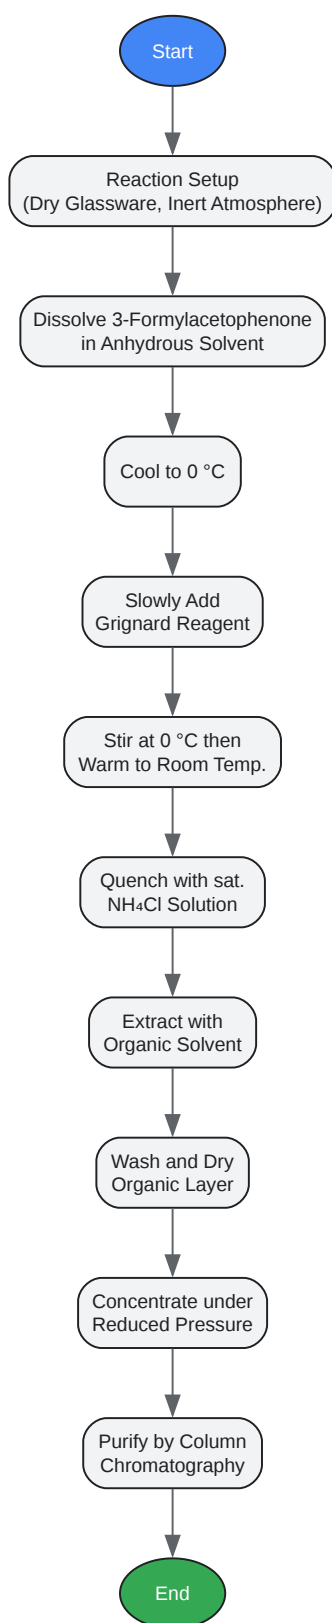 Start
Reaction Setup
(Dry Glassware, Inert Atmosphere)
Dissolve 3-Formylacetophenone
in Anhydrous Solvent
Cool to 0 °C
Slowly Add
Grignard Reagent
Stir at 0 °C then
Warm to Room Temp.
Quench with sat.
NH₄Cl Solution
Extract with
Organic Solvent
Wash and Dry
Organic Layer
Concentrate under
Reduced Pressure
Purify by Column
Chromatography
End